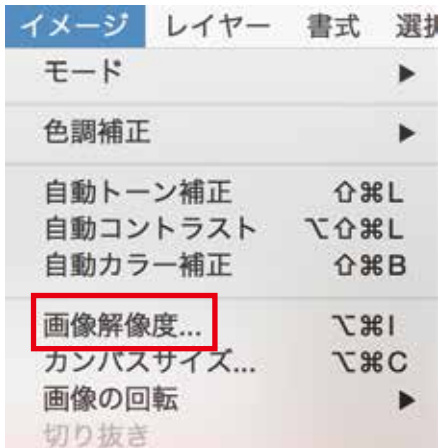 イメージ レイヤー 書式 選択
モード ▶
色調補正 ▶
自動トーン補正 ⇧⌘L
自動コントラスト ⌥⇧⌘L
自動カラー補正 ⇧⌘B
画像解像度... ⌥⌘I
カンバスサイズ... ⌥⌘C
画像の回転 ▶
切り抜き